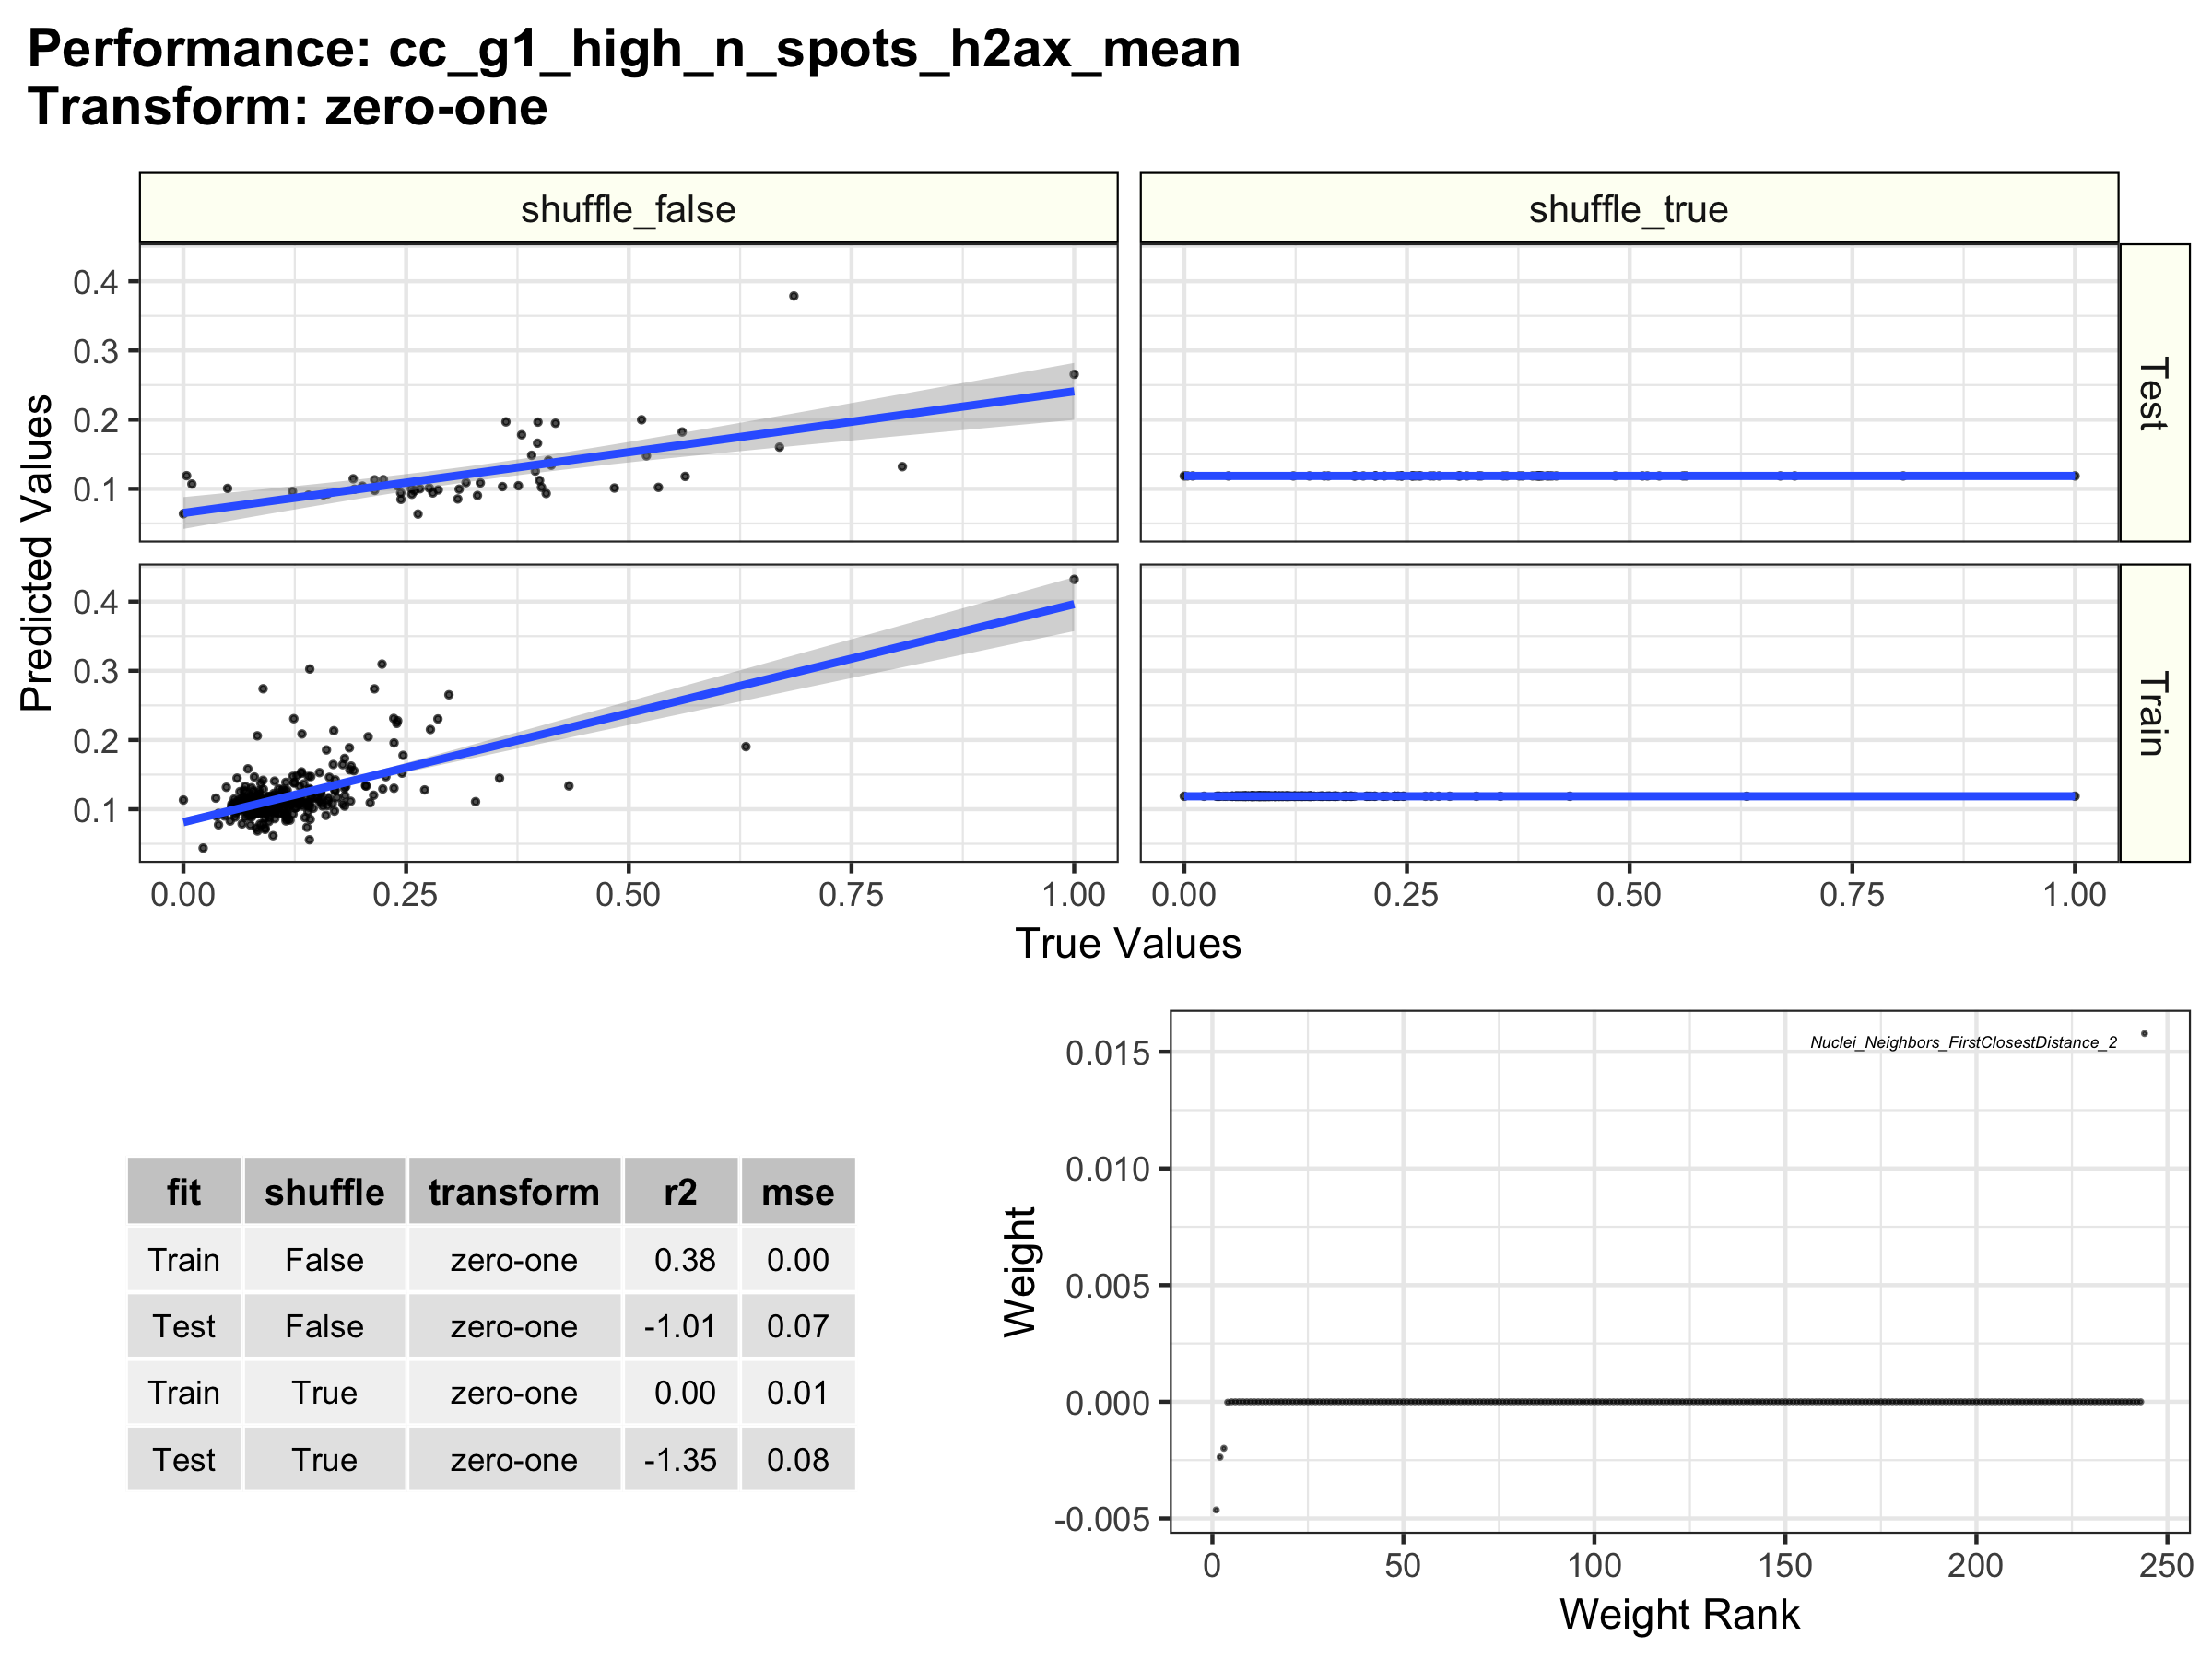 Performance: cc_g1_high_n_spots_h2ax_mean
Transform: zero-one
shuffle_false
shuffle_true
0.4
0.3
0.2
0.1
Test
0.4
0.3
0.2
0.1
Train
Predicted Values
0.00 0.25 0.50 0.75 1.00 0.00 0.25 0.50 0.75 1.00
True Values
fit shuffle transform r2 mse
Train False zero-one 0.38 0.00
Test False zero-one -1.01 0.07
Train True zero-one 0.00 0.01
Test True zero-one -1.35 0.08
Nuclei_Neighbors_FirstClosestDistance_2
0.015
0.010
0.005
0.000
-0.005
Weight
0 50 100 150 200 250
Weight Rank